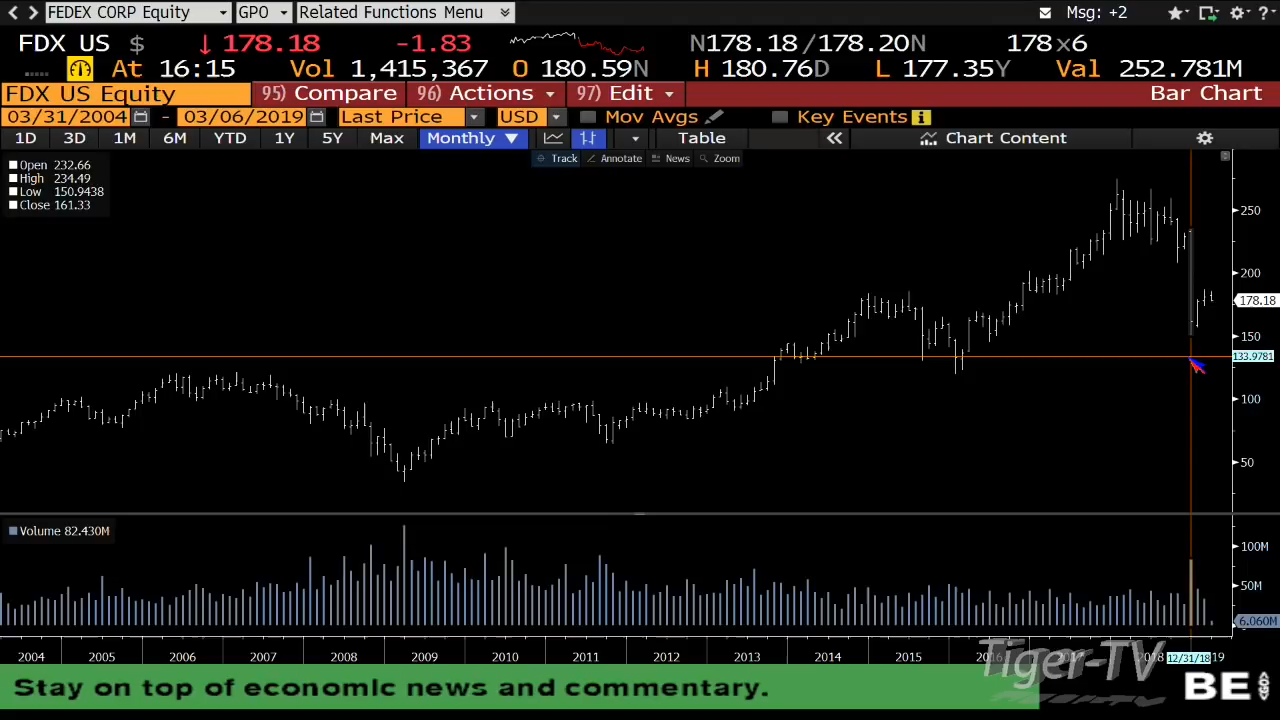 FEDEX CORP Equity GPO Related Functions Menu Msg: +2
FDX US $ ↓ 178.18 -1.83 N178.18/178.20N 178x6
At 16:15 Vol 1,415,367 O 180.59N H 180.76D L 177.35Y Val 252.781M
FDX US Equity 95) Compare 96) Actions 97) Edit Bar Chart
03/31/2004 - 03/06/2019 Last Price USD Mov Avgs Key Events
1D 3D 1M 6M YTD 1Y 5Y Max Monthly ▼ Table « Chart Content
Track Annotate News Zoom
Open 232.66
High 234.49
Low 150.9438
Close 161.33
250
200
178.18
150
133.9781
100
50
Volume 82.430M
100M
50M
6.060M
2004 2005 2006 2007 2008 2009 2010 2011 2012 2013 2014 2015 2016 2017 2018 12/31/18 19
Tiger-TV
Stay on top of economic news and commentary.
BE